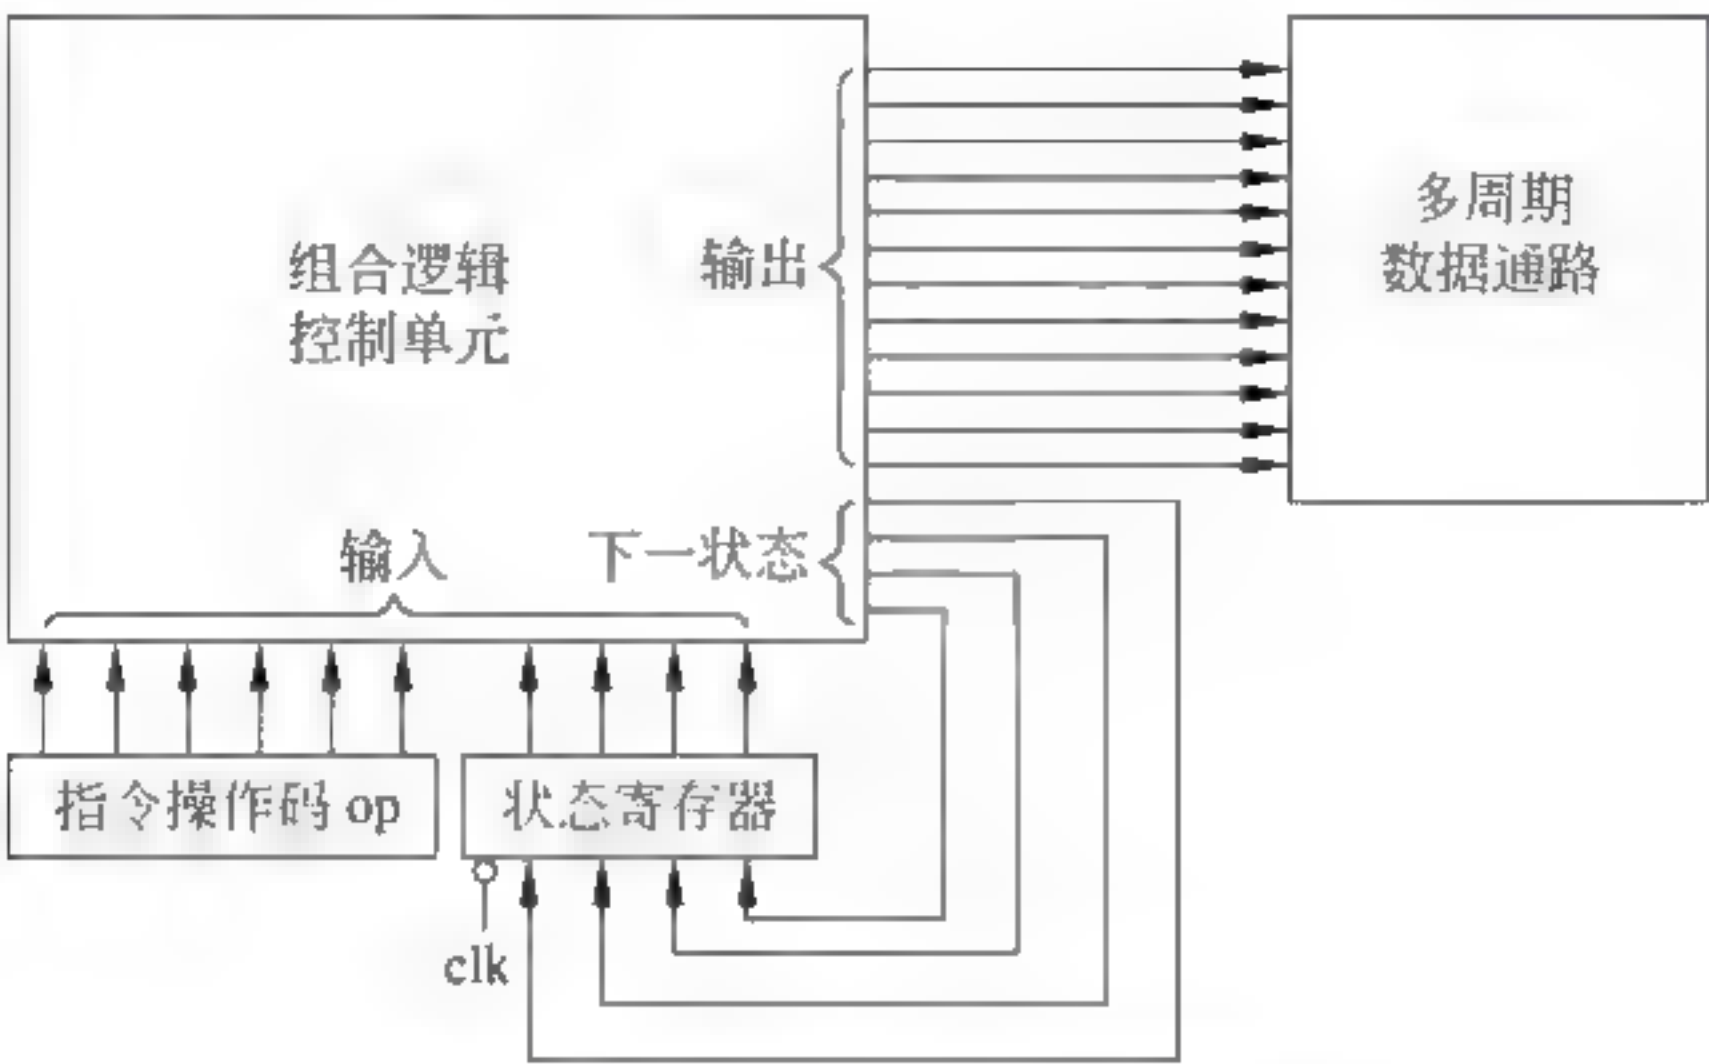 组合逻辑
控制单元
输出
多周期
数据通路
输入
下一状态
指令操作码 op
状态寄存器
clk